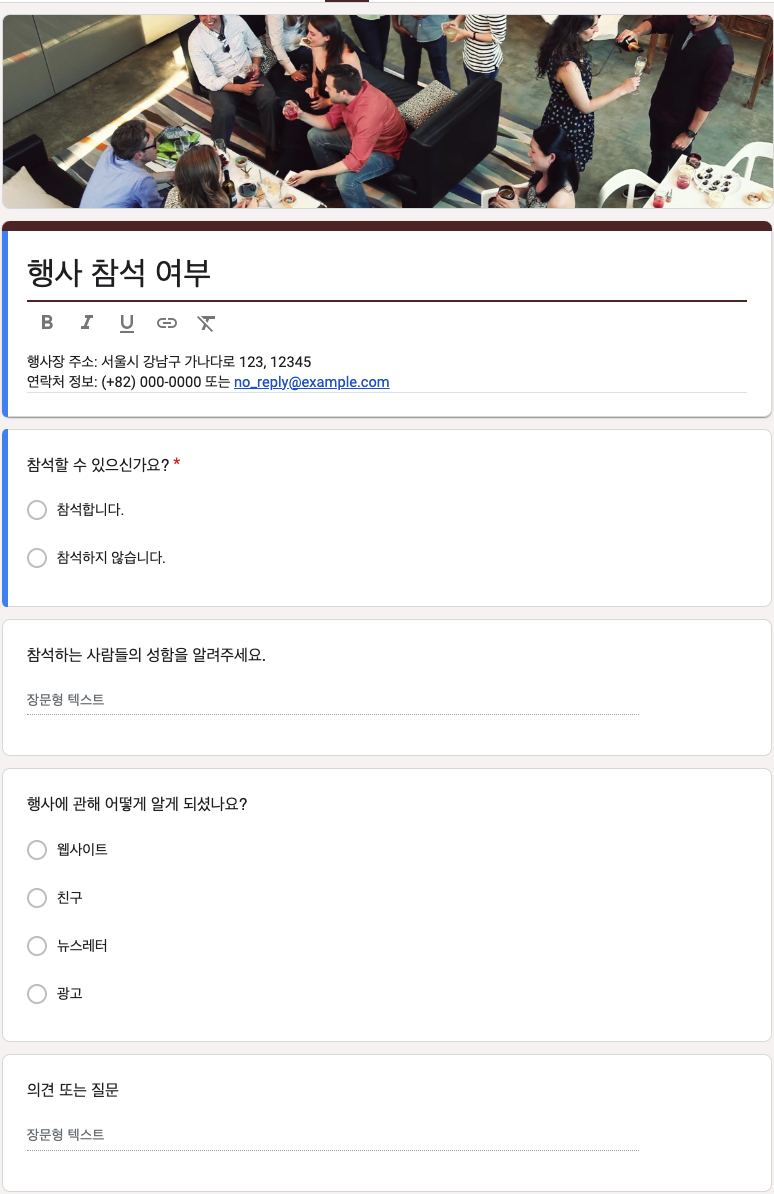 행사 참석 여부
B I U
행사장 주소: 서울시 강남구 가나다로 123, 12345
연락처 정보: (+82) 000-0000 또는 no_reply@example.com
참석할 수 있으신가요? *
참석합니다.
참석하지 않습니다.
참석하는 사람들의 성함을 알려주세요.
장문형 텍스트
행사에 관해 어떻게 알게 되셨나요?
웹사이트
친구
뉴스레터
광고
의견 또는 질문
장문형 텍스트